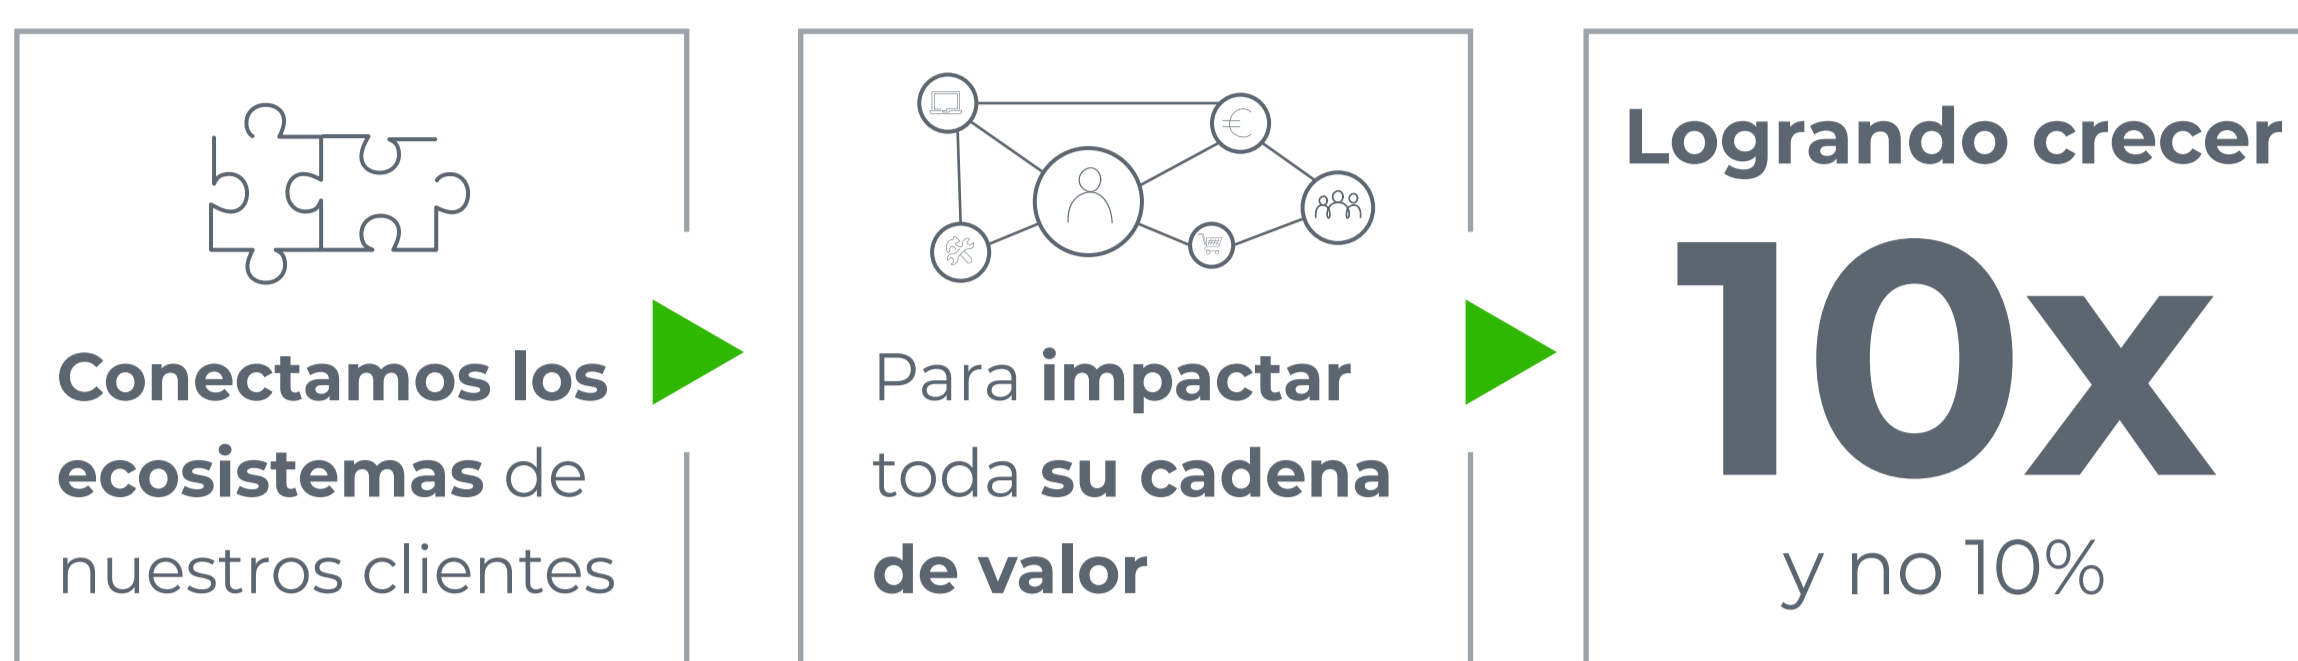 Conectamos los
ecosistemas de
nuestros clientes
Para impactar
toda su cadena
de valor
Logrando crecer
10x
y no 10%